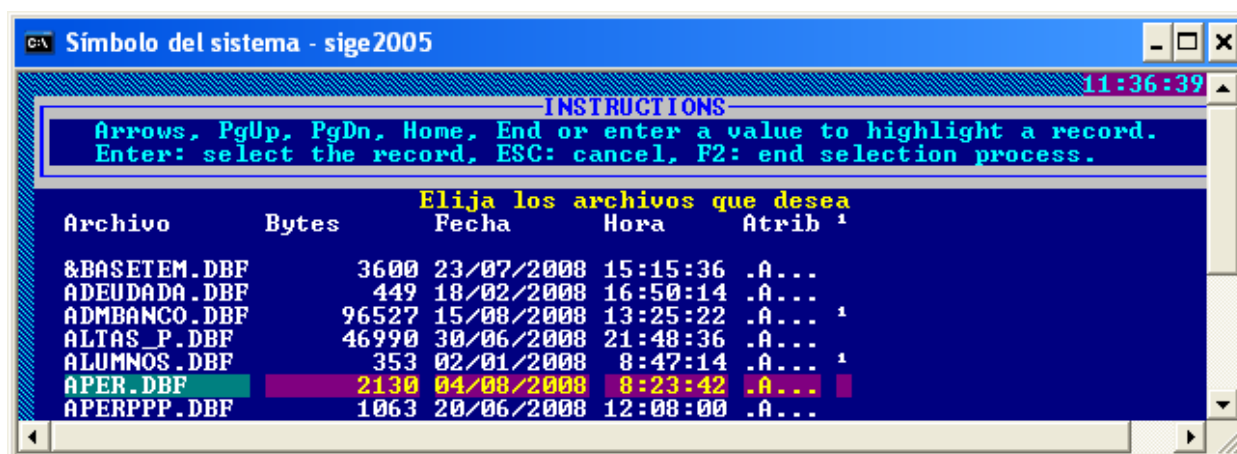 Símbolo del sistema - sige2005
11:36:39
INSTRUCTIONS
Arrows, PgUp, PgDn, Home, End or enter a value to highlight a record.
Enter: select the record, ESC: cancel, F2: end selection process.
Elija los archivos que desea
Archivo Bytes Fecha Hora Atrib ¹
&BASETEM.DBF 3600 23/07/2008 15:15:36 .A...
ADEUDADA.DBF 449 18/02/2008 16:50:14 .A...
ADMBANCO.DBF 96527 15/08/2008 13:25:22 .A... ¹
ALTAS_P.DBF 46990 30/06/2008 21:48:36 .A...
ALUMNOS.DBF 353 02/01/2008 8:47:14 .A... ¹
APER.DBF 2130 04/08/2008 8:23:42 .A...
APERPPP.DBF 1063 20/06/2008 12:08:00 .A...